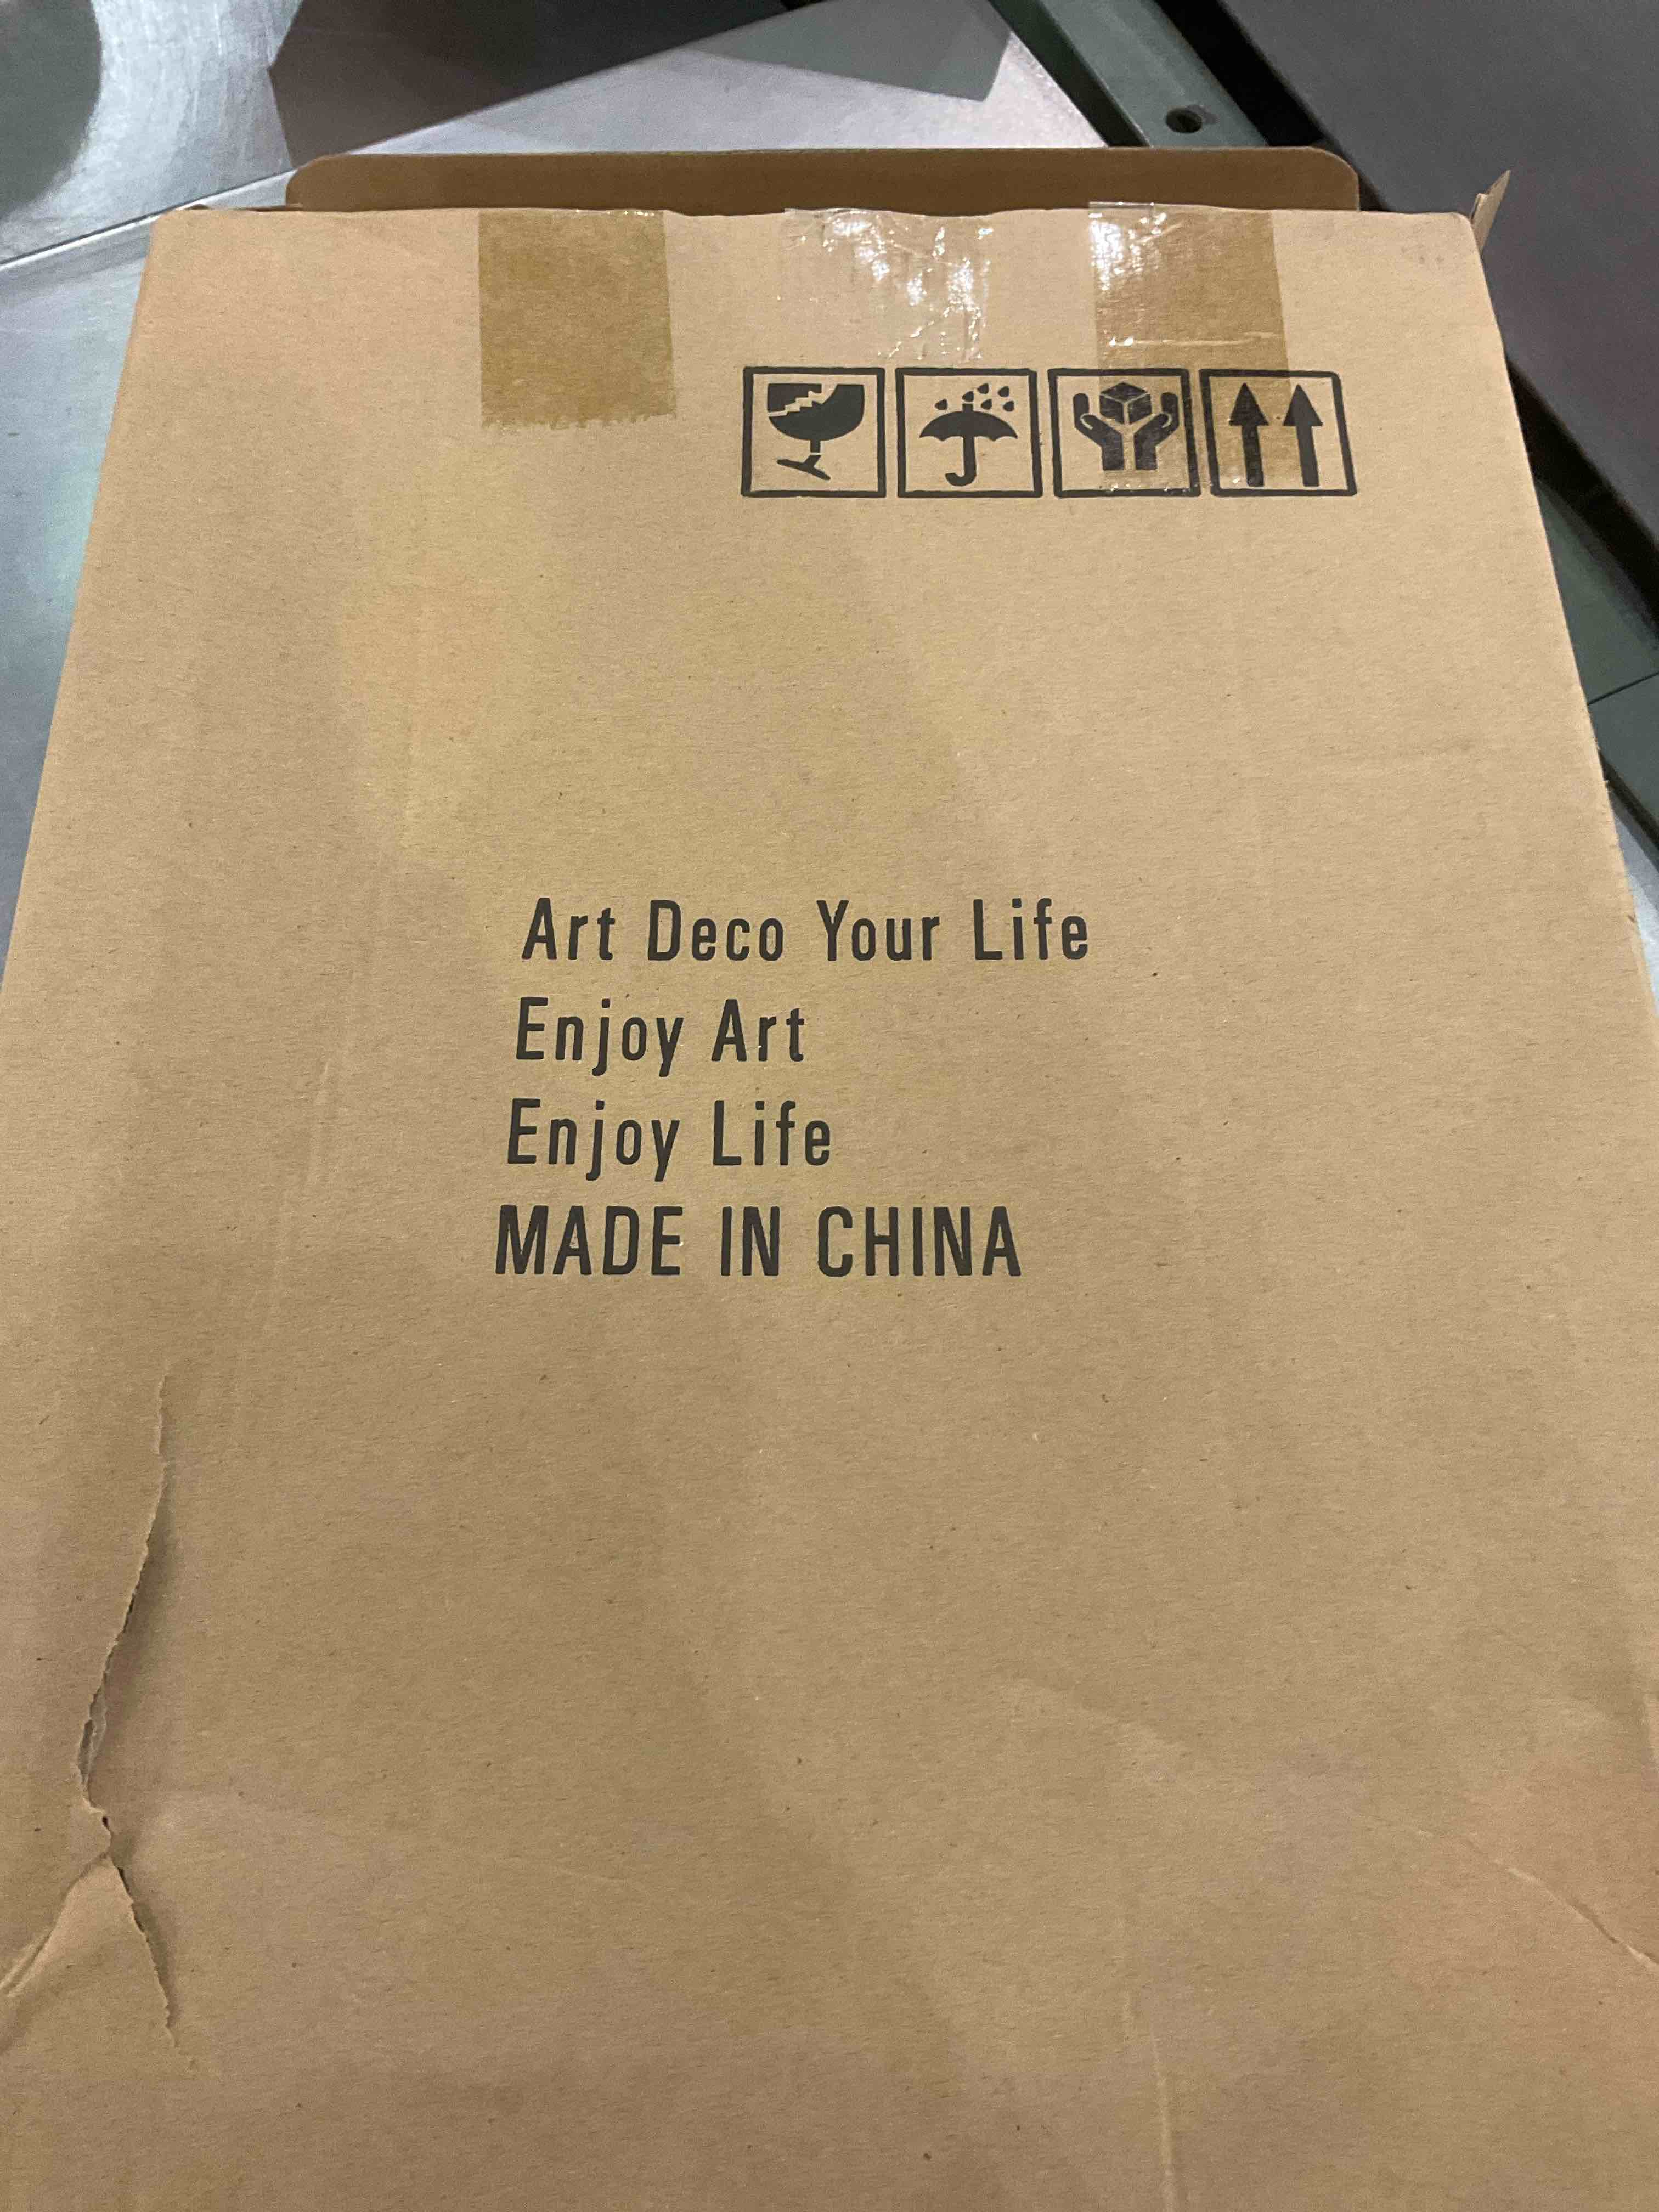 Art Deco Your Life
Enjoy Art
Enjoy Life
MADE IN CHINA